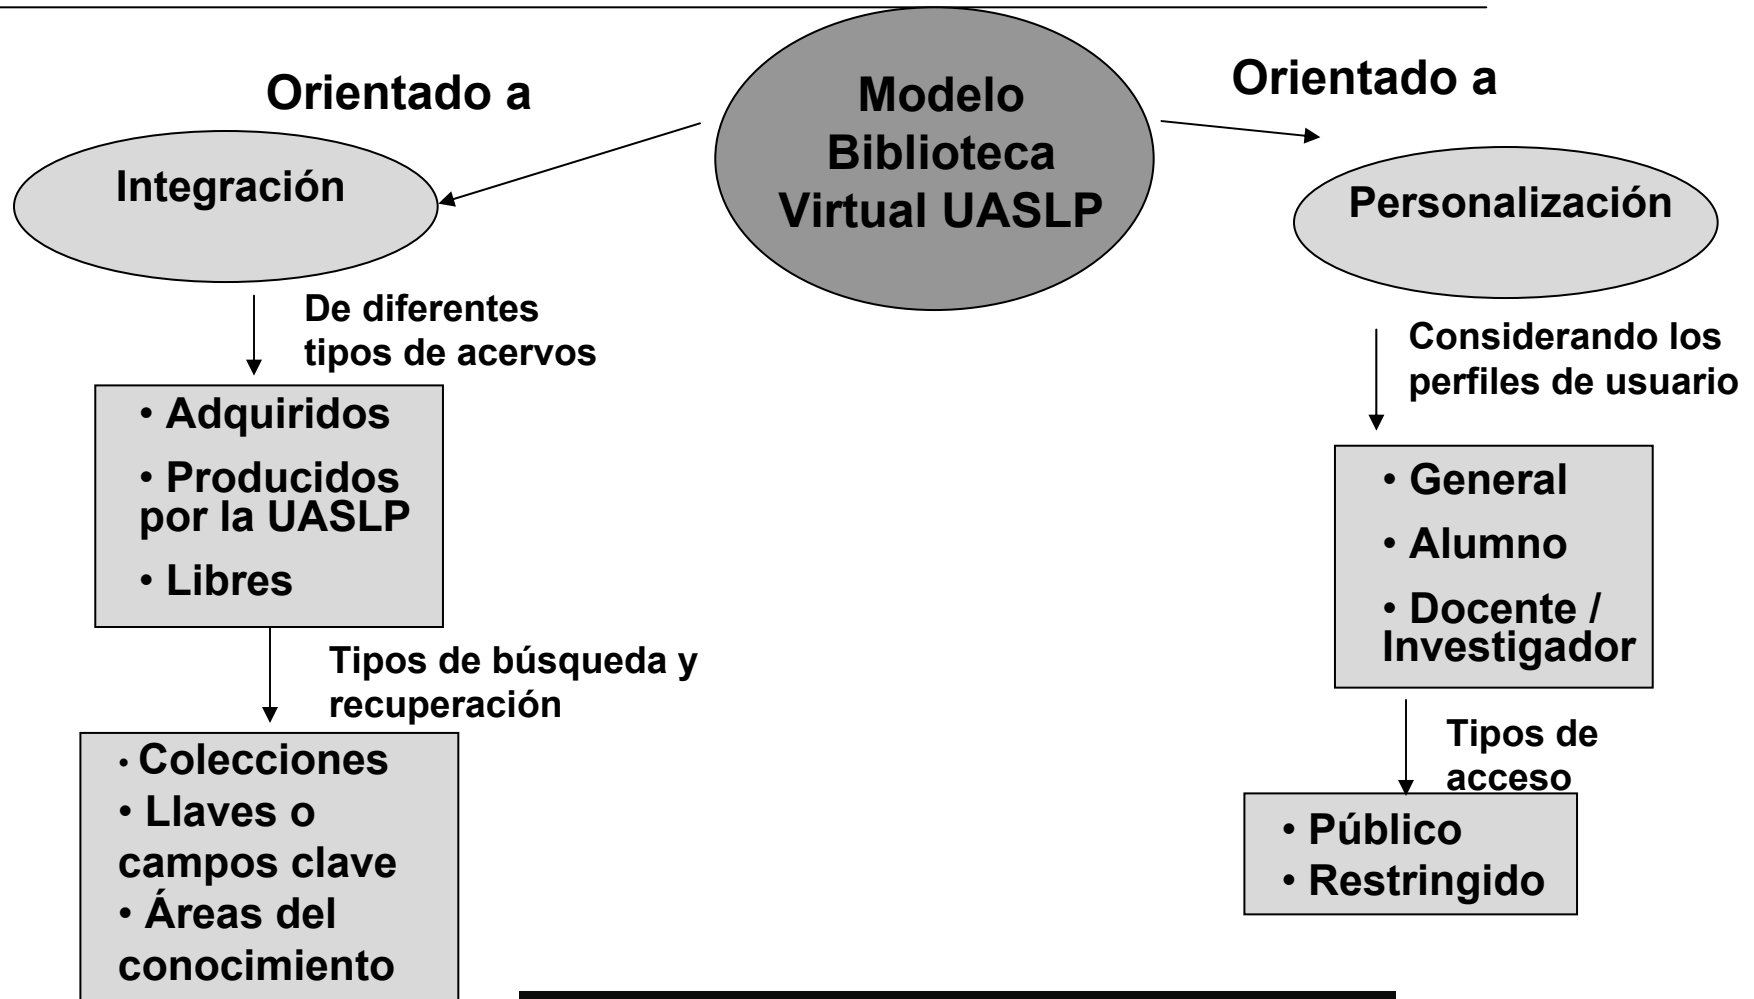 Orientado a
Modelo
Biblioteca
Virtual UASLP
Orientado a
Integración
Personalización
De diferentes
tipos de acervos
• Adquiridos
• Producidos
por la UASLP
• Libres
Tipos de búsqueda y
recuperación
• Colecciones
• Llaves o
campos clave
• Áreas del
conocimiento
Considerando los
perfiles de usuario
• General
• Alumno
• Docente /
Investigador
Tipos de
acceso
• Público
• Restringido